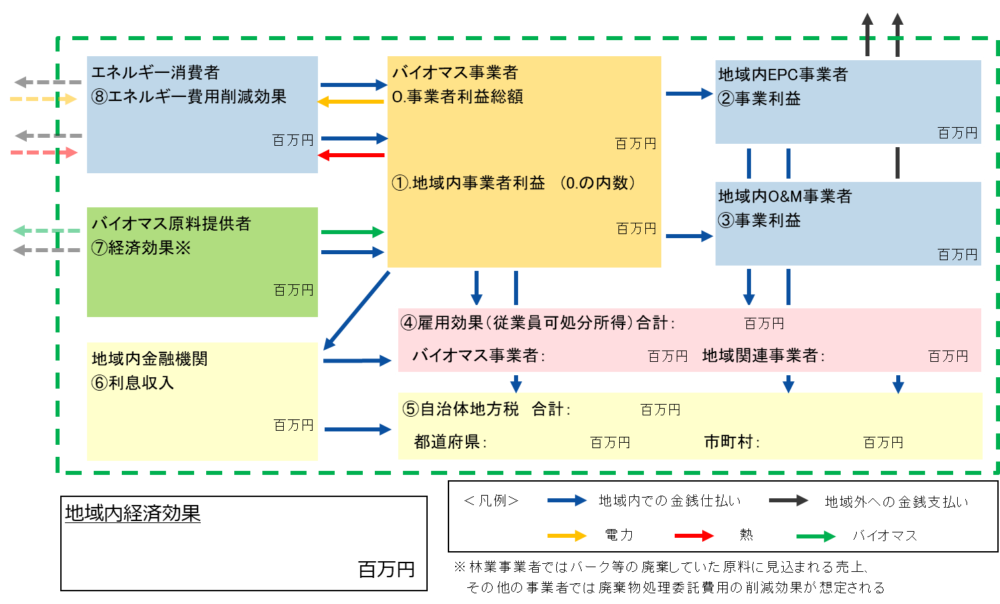 エネルギー消費者
⑧エネルギー費用削減効果
百万円
バイオマス事業者
0.事業者利益総額
百万円
①.地域内事業者利益　(0.の内数)
百万円
地域内EPC事業者
②事業利益
百万円
地域内O&M事業者
③事業利益
百万円
バイオマス原料提供者
⑦経済効果※
百万円
地域内金融機関
⑥利息収入
百万円
④雇用効果(従業員可処分所得)合計： 百万円
バイオマス事業者： 百万円 地域関連事業者： 百万円
⑤自治体地方税　合計： 百万円
都道府県： 百万円 市町村： 百万円
地域内経済効果
百万円
＜凡例＞ 地域内での金銭仕払い 地域外への金銭支払い
電力 熱 バイオマス
※林業事業者ではバーク等の廃棄していた原料に見込まれる売上、
その他の事業者では廃棄物処理委託費用の削減効果が想定される